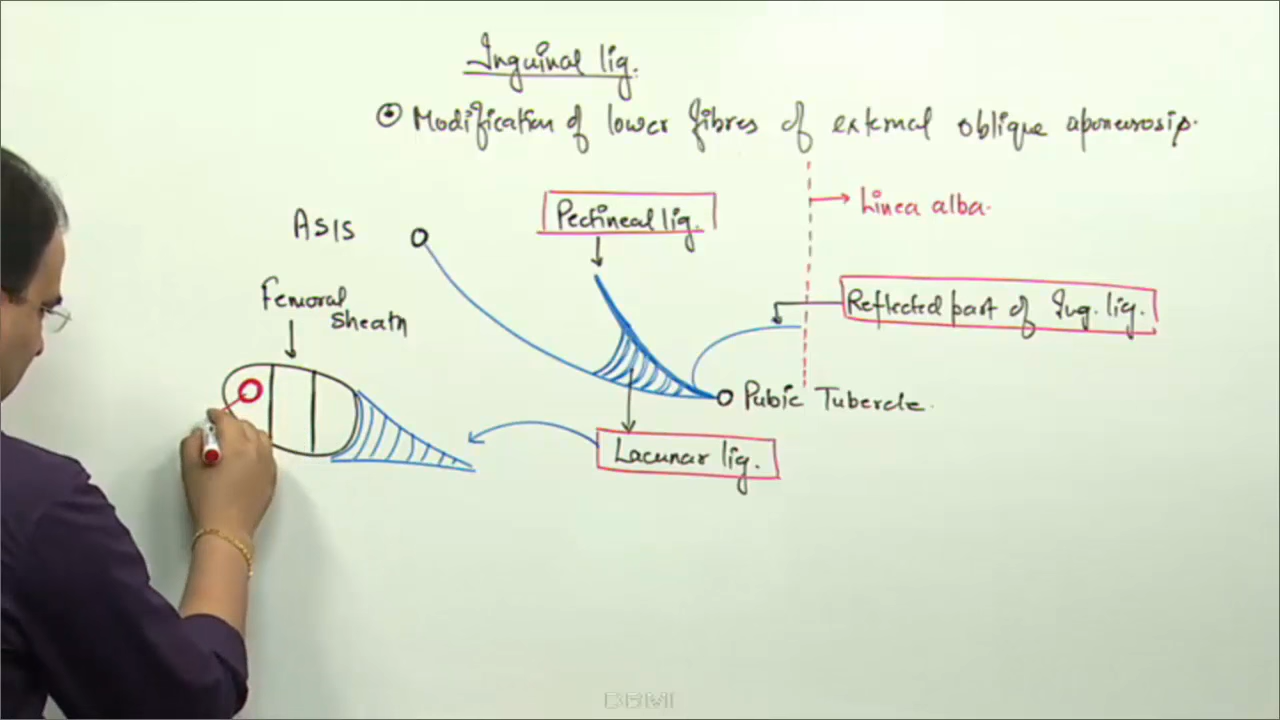 Inguinal lig.
Modification of lower fibres of external oblique aponeurosis.
Linea alba.
Pectineal lig.
ASIS
Femoral
Sheath
Reflected part of Ing. lig.
Pubic Tubercle.
Lacunar lig.